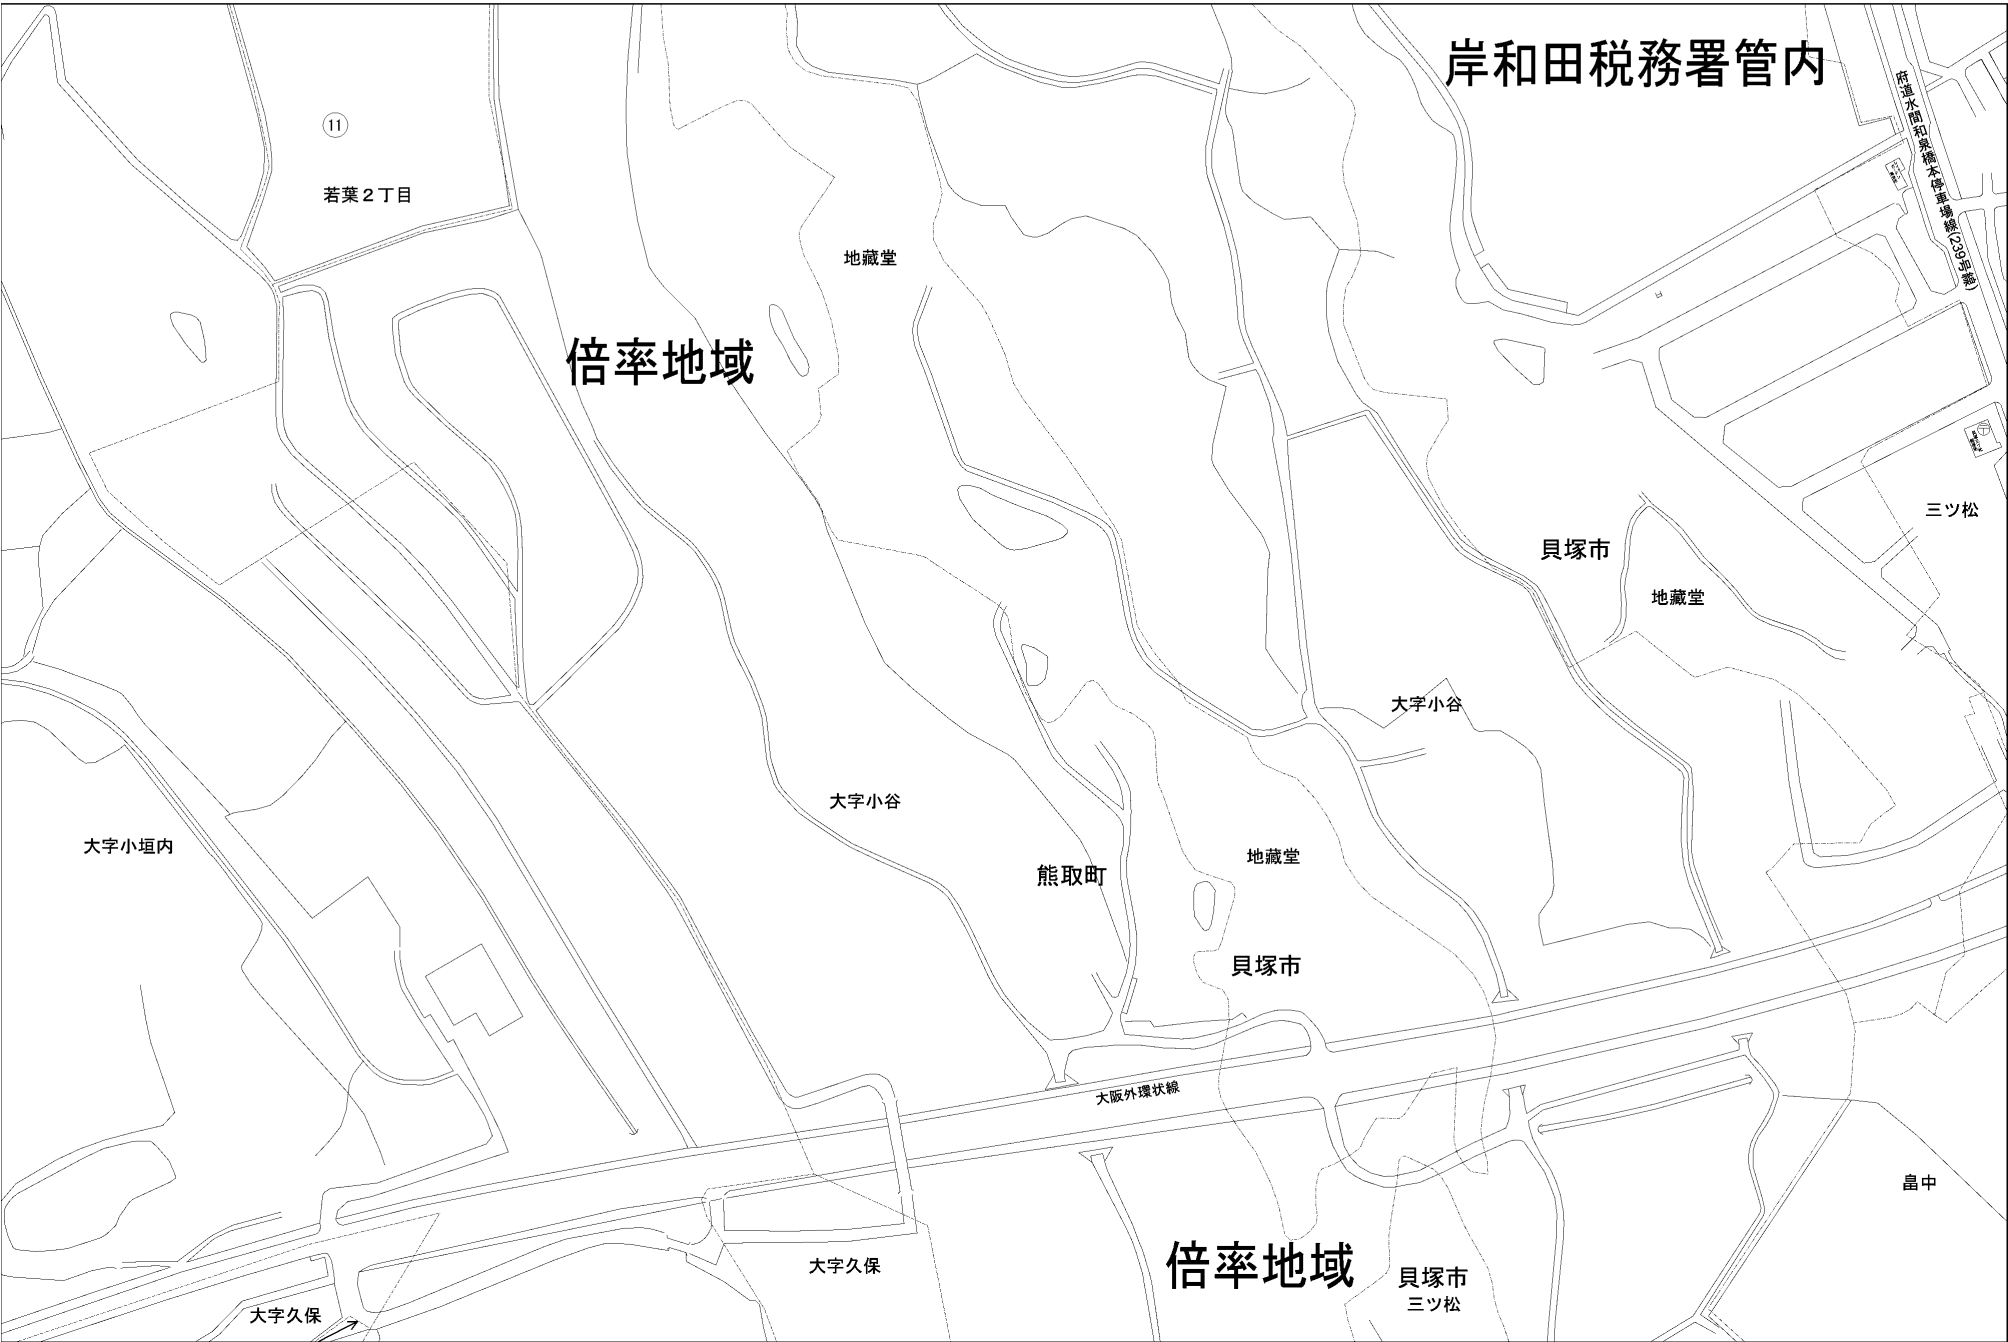 岸和田税務署管内
府道水間和泉橋本停車場線(239号線)
⑪
若葉２丁目
地藏堂
倍率地域
三ツ松
貝塚市
地藏堂
大字小谷
大字小谷
大字小垣内
地藏堂
熊取町
貝塚市
大阪外環状線
畠中
大字久保
倍率地域
貝塚市
三ツ松
大字久保